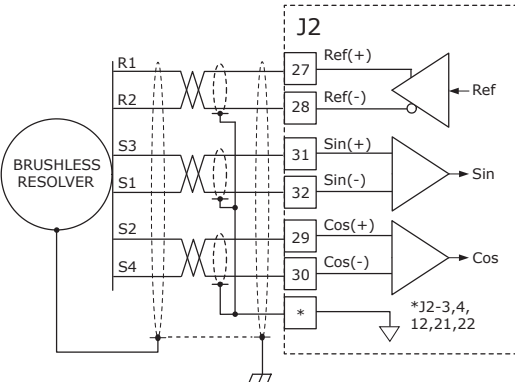 J2
R1
27
Ref(+)
R2
28
Ref(-)
Ref
S3
31
Sin(+)
BRUSHLESS
RESOLVER
S1
32
Sin(-)
Sin
S2
29
Cos(+)
S4
30
Cos(-)
Cos
*
*J2-3,4,
12,21,22